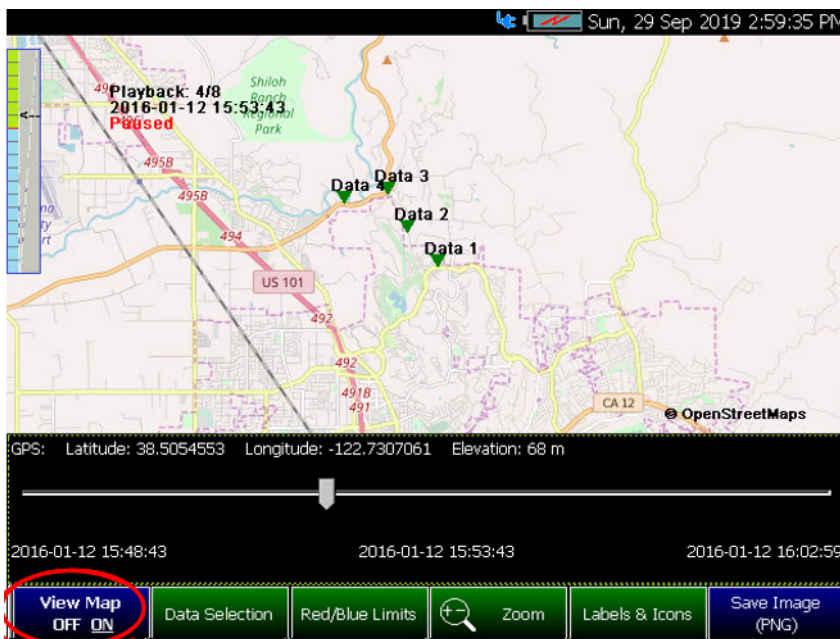 Sun, 29 Sep 2019 2:59:35 PM
Playback: 4/8
2016-01-12 15:53:43
Paused
Shiloh
Ranch
Regional
Park
495B
495B
494
US 101
492
492
491B
491
Data 4
Data 3
Data 2
Data 1
CA 12
© OpenStreetMaps
GPS: Latitude: 38.5054553 Longitude: -122.7307061 Elevation: 68 m
2016-01-12 15:48:43 2016-01-12 15:53:43 2016-01-12 16:02:59
View Map
OFF ON
Data Selection
Red/Blue Limits
Zoom
Labels & Icons
Save Image
(PNG)